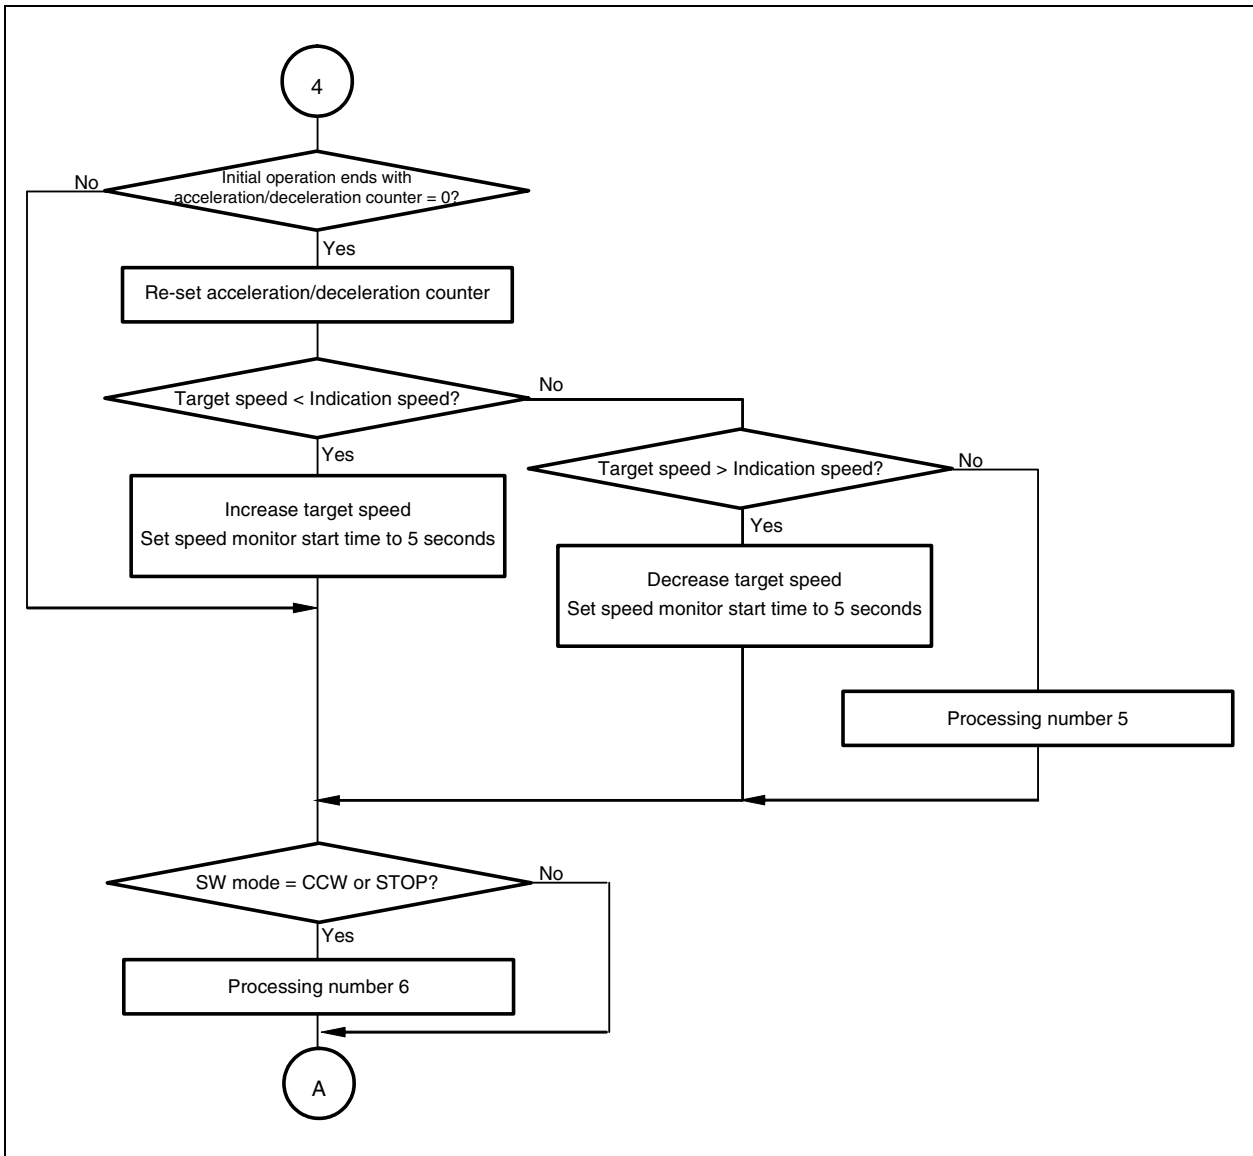 4
Initial operation ends with
acceleration/deceleration counter = 0?
No
Yes
Re-set acceleration/deceleration counter
Target speed < Indication speed?
No
Yes
Target speed > Indication speed?
No
Increase target speed
Set speed monitor start time to 5 seconds
Yes
Decrease target speed
Set speed monitor start time to 5 seconds
Processing number 5
SW mode = CCW or STOP?
No
Yes
Processing number 6
A